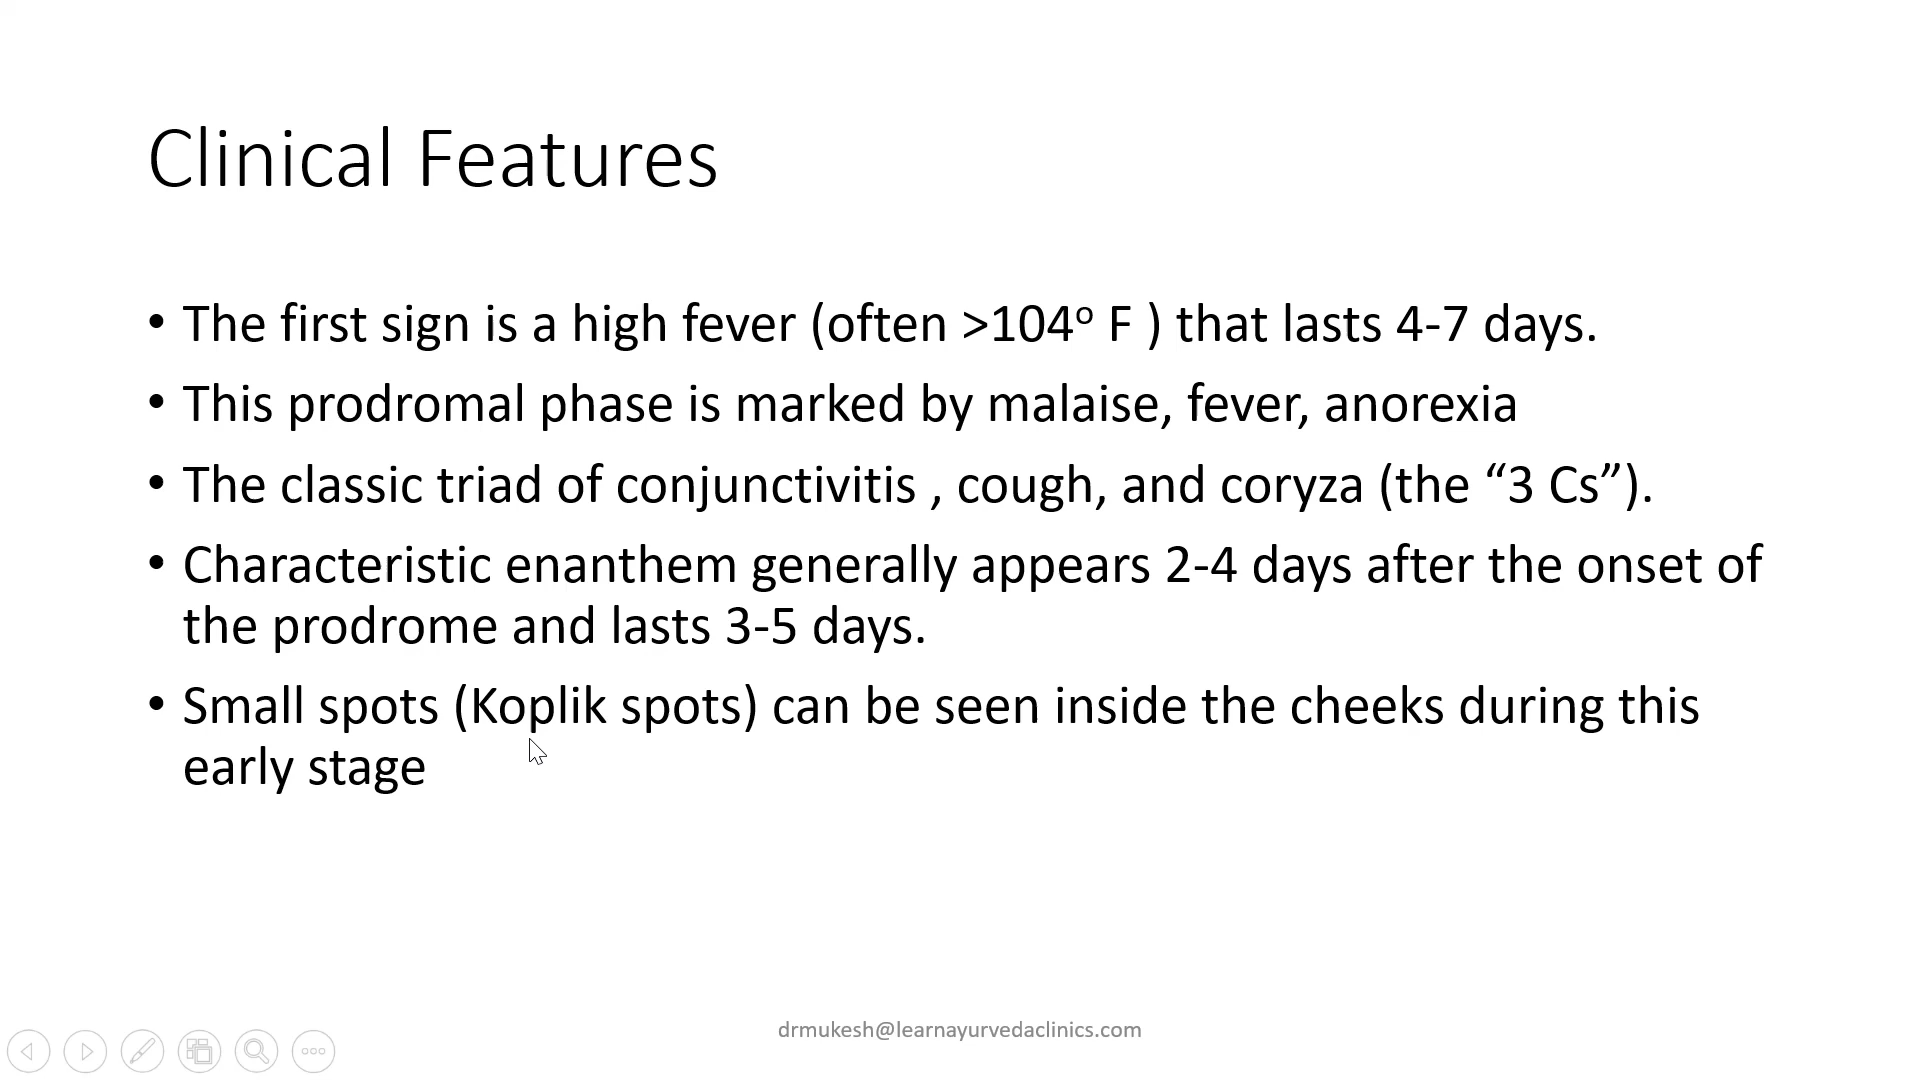 Clinical Features
• The first sign is a high fever (often >104ᵒ F ) that lasts 4-7 days.
• This prodromal phase is marked by malaise, fever, anorexia
• The classic triad of conjunctivitis , cough, and coryza (the “3 Cs”).
• Characteristic enanthem generally appears 2-4 days after the onset of
the prodrome and lasts 3-5 days.
• Small spots (Koplik spots) can be seen inside the cheeks during this
early stage
drmukesh@learnayurvedaclinics.com